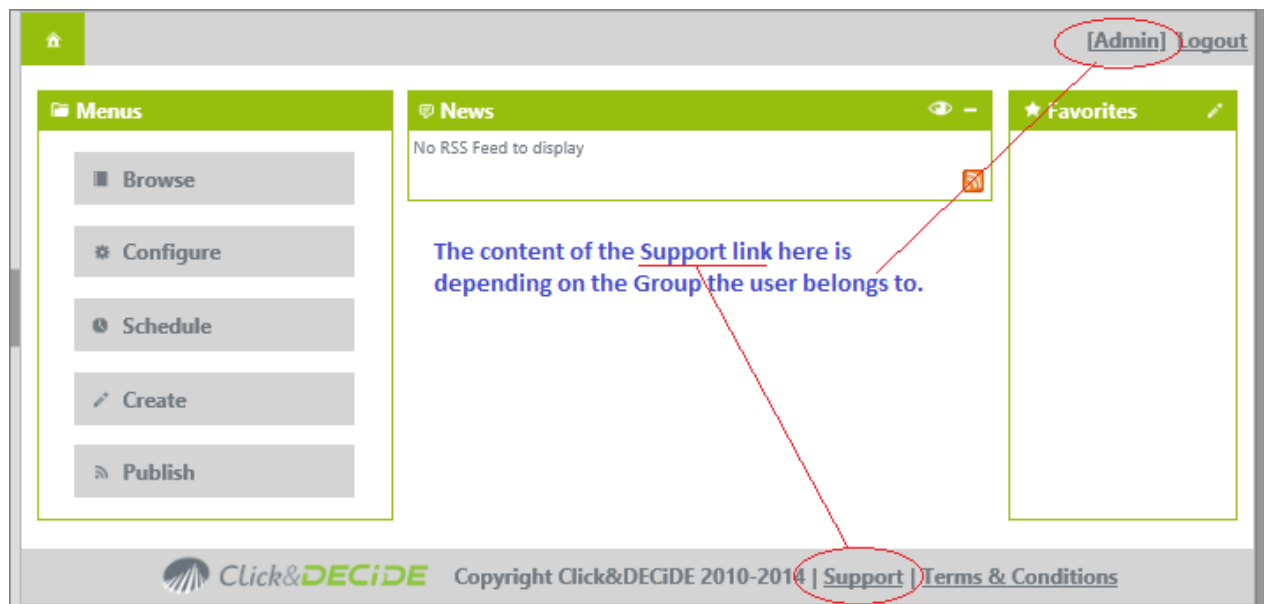 [Admin] Logout
Menus
Browse
Configure
Schedule
Create
Publish
News
No RSS Feed to display
The content of the Support link here is
depending on the Group the user belongs to.
Favorites
Click&DECiDE Copyright Click&DECiDE 2010-2014 | Support | Terms & Conditions